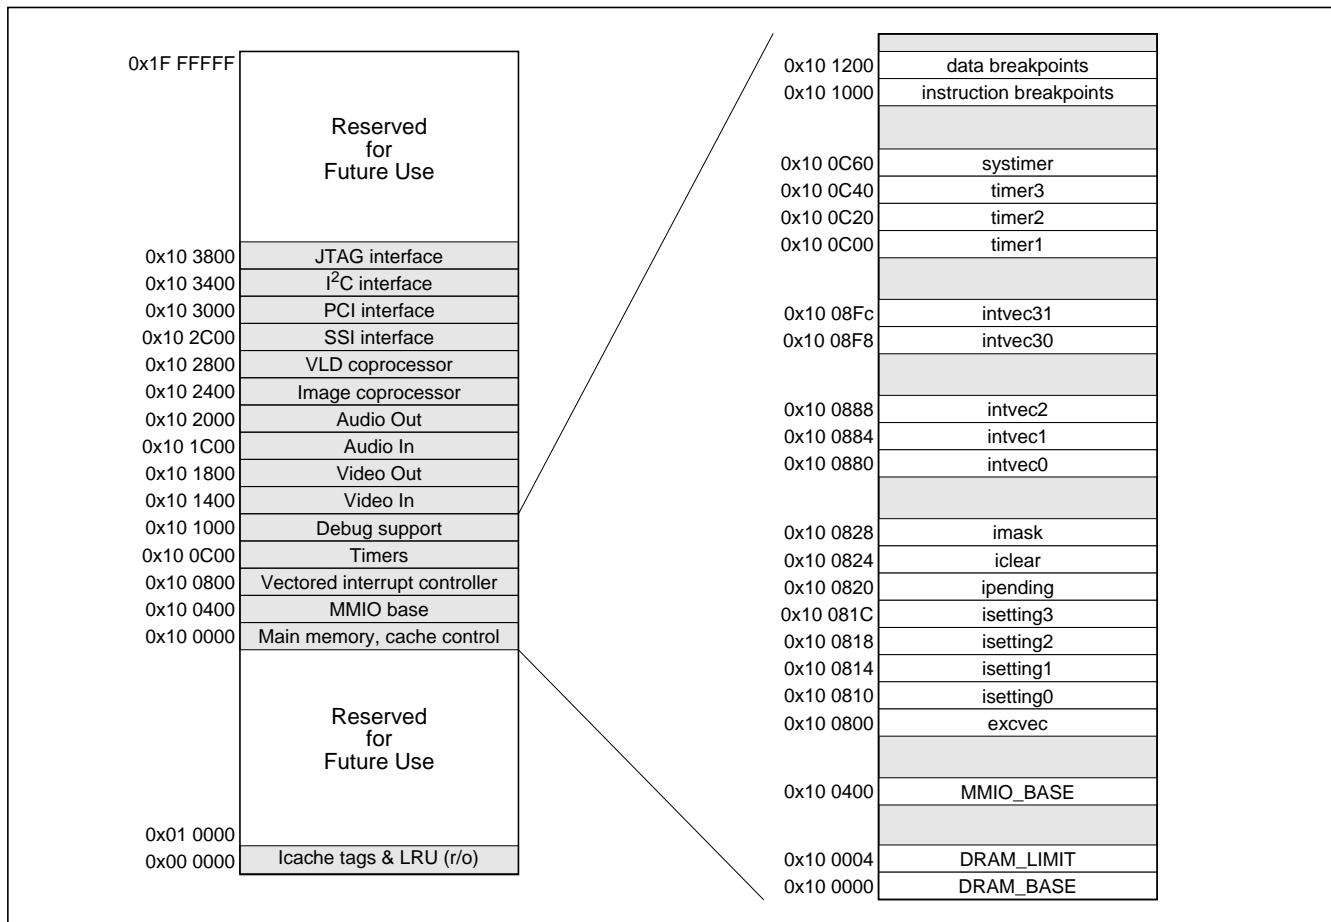 0x1F FFFFF
Reserved
for
Future Use
0x10 3800 JTAG interface
0x10 3400 I2C interface
0x10 3000 PCI interface
0x10 2C00 SSI interface
0x10 2800 VLD coprocessor
0x10 2400 Image coprocessor
0x10 2000 Audio Out
0x10 1C00 Audio In
0x10 1800 Video Out
0x10 1400 Video In
0x10 1000 Debug support
0x10 0C00 Timers
0x10 0800 Vectored interrupt controller
0x10 0400 MMIO base
0x10 0000 Main memory, cache control
Reserved
for
Future Use
0x01 0000
0x00 0000 Icache tags & LRU (r/o)
0x10 1200 data breakpoints
0x10 1000 instruction breakpoints
0x10 0C60 systimer
0x10 0C40 timer3
0x10 0C20 timer2
0x10 0C00 timer1
0x10 08Fc intvec31
0x10 08F8 intvec30
0x10 0888 intvec2
0x10 0884 intvec1
0x10 0880 intvec0
0x10 0828 imask
0x10 0824 iclear
0x10 0820 ipending
0x10 081C isetting3
0x10 0818 isetting2
0x10 0814 isetting1
0x10 0810 isetting0
0x10 0800 excvec
0x10 0400 MMIO_BASE
0x10 0004 DRAM_LIMIT
0x10 0000 DRAM_BASE